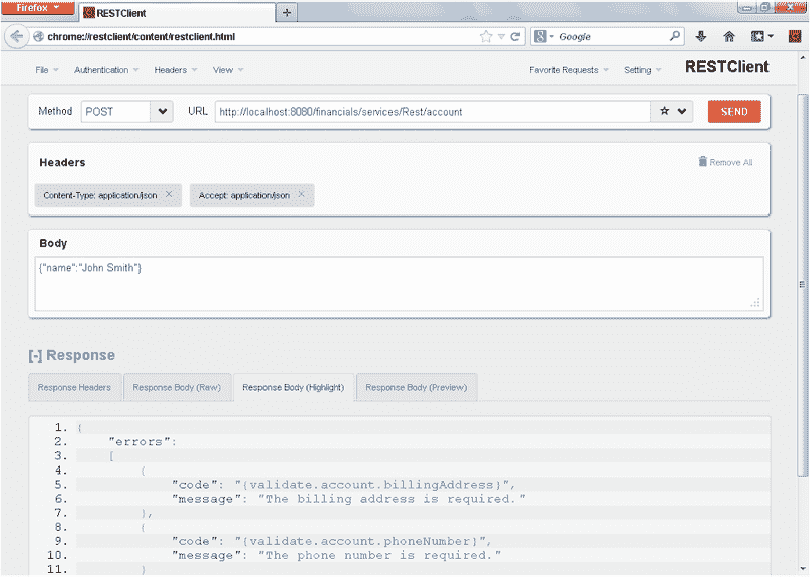 Firefox
RESTClient
chrome://restclient/content/restclient.html
Google
File Authentication Headers View Favorite Requests Setting RESTClient
Method POST URL http://localhost:8080/financials/services/Rest/account SEND
Headers Remove All
Content-Type: application/json × Accept: application/json ×
Body
{"name":"John Smith"}
[-] Response
Response Headers Response Body (Raw) Response Body (Highlight) Response Body (Preview)
1. {
2. "errors":
3. [
4. {
5. "code": "{validate.account.billingAddress}",
6. "message": "The billing address is required."
7. },
8. {
9. "code": "{validate.account.phoneNumber}",
10. "message": "The phone number is required."
11. }